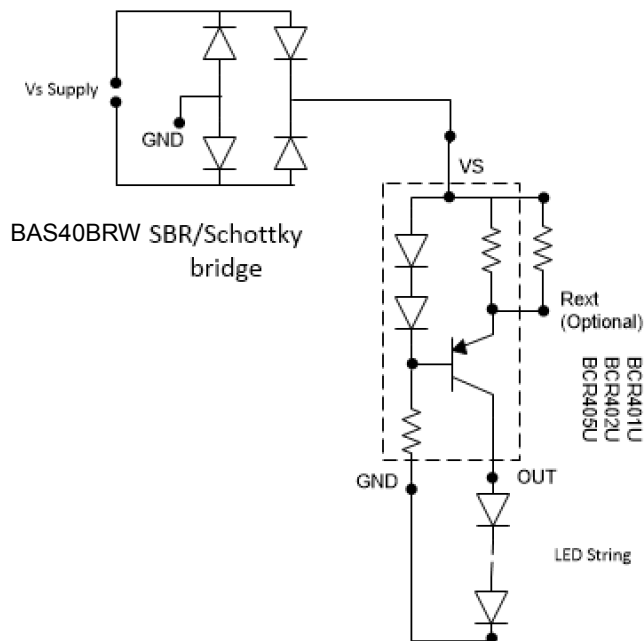 Vs Supply
GND
VS
BAS40BRW SBR/Schottky
bridge
Rext
(Optional)
BCR401U
BCR402U
BCR405U
GND
OUT
LED String